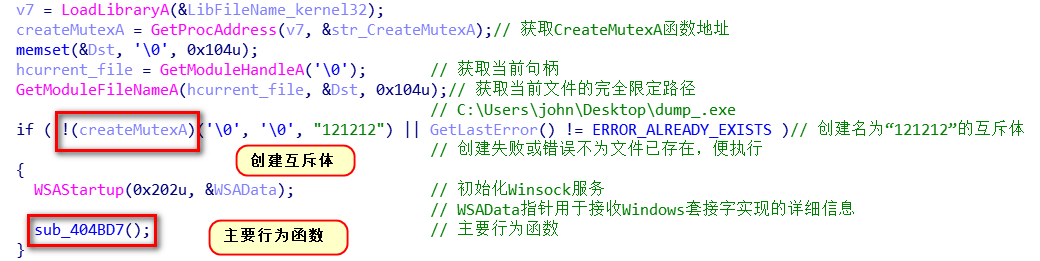 v7 = LoadLibraryA(&LibFileName_kernel32);
createMutexA = GetProcAddress(v7, &str_CreateMutexA);// 获取CreateMutexA函数地址
memset(&Dst, '\0', 0x104u);
hcurrent_file = GetModuleHandleA('\0'); // 获取当前句柄
GetModuleFileNameA(hcurrent_file, &Dst, 0x104u);// 获取当前文件的完全限定路径
// C:\Users\john\Desktop\dump_.exe
if ( !(createMutexA)('\0', '\0', "121212") || GetLastError() != ERROR_ALREADY_EXISTS )// 创建名为“121212”的互斥体
// 创建失败或错误不为文件已存在，便执行
创建互斥体
{
WSAStartup(0x202u, &WSAData); // 初始化Winsock服务
// WSAData指针用于接收Windows套接字实现的详细信息
sub_404BD7(); // 主要行为函数
主要行为函数
}